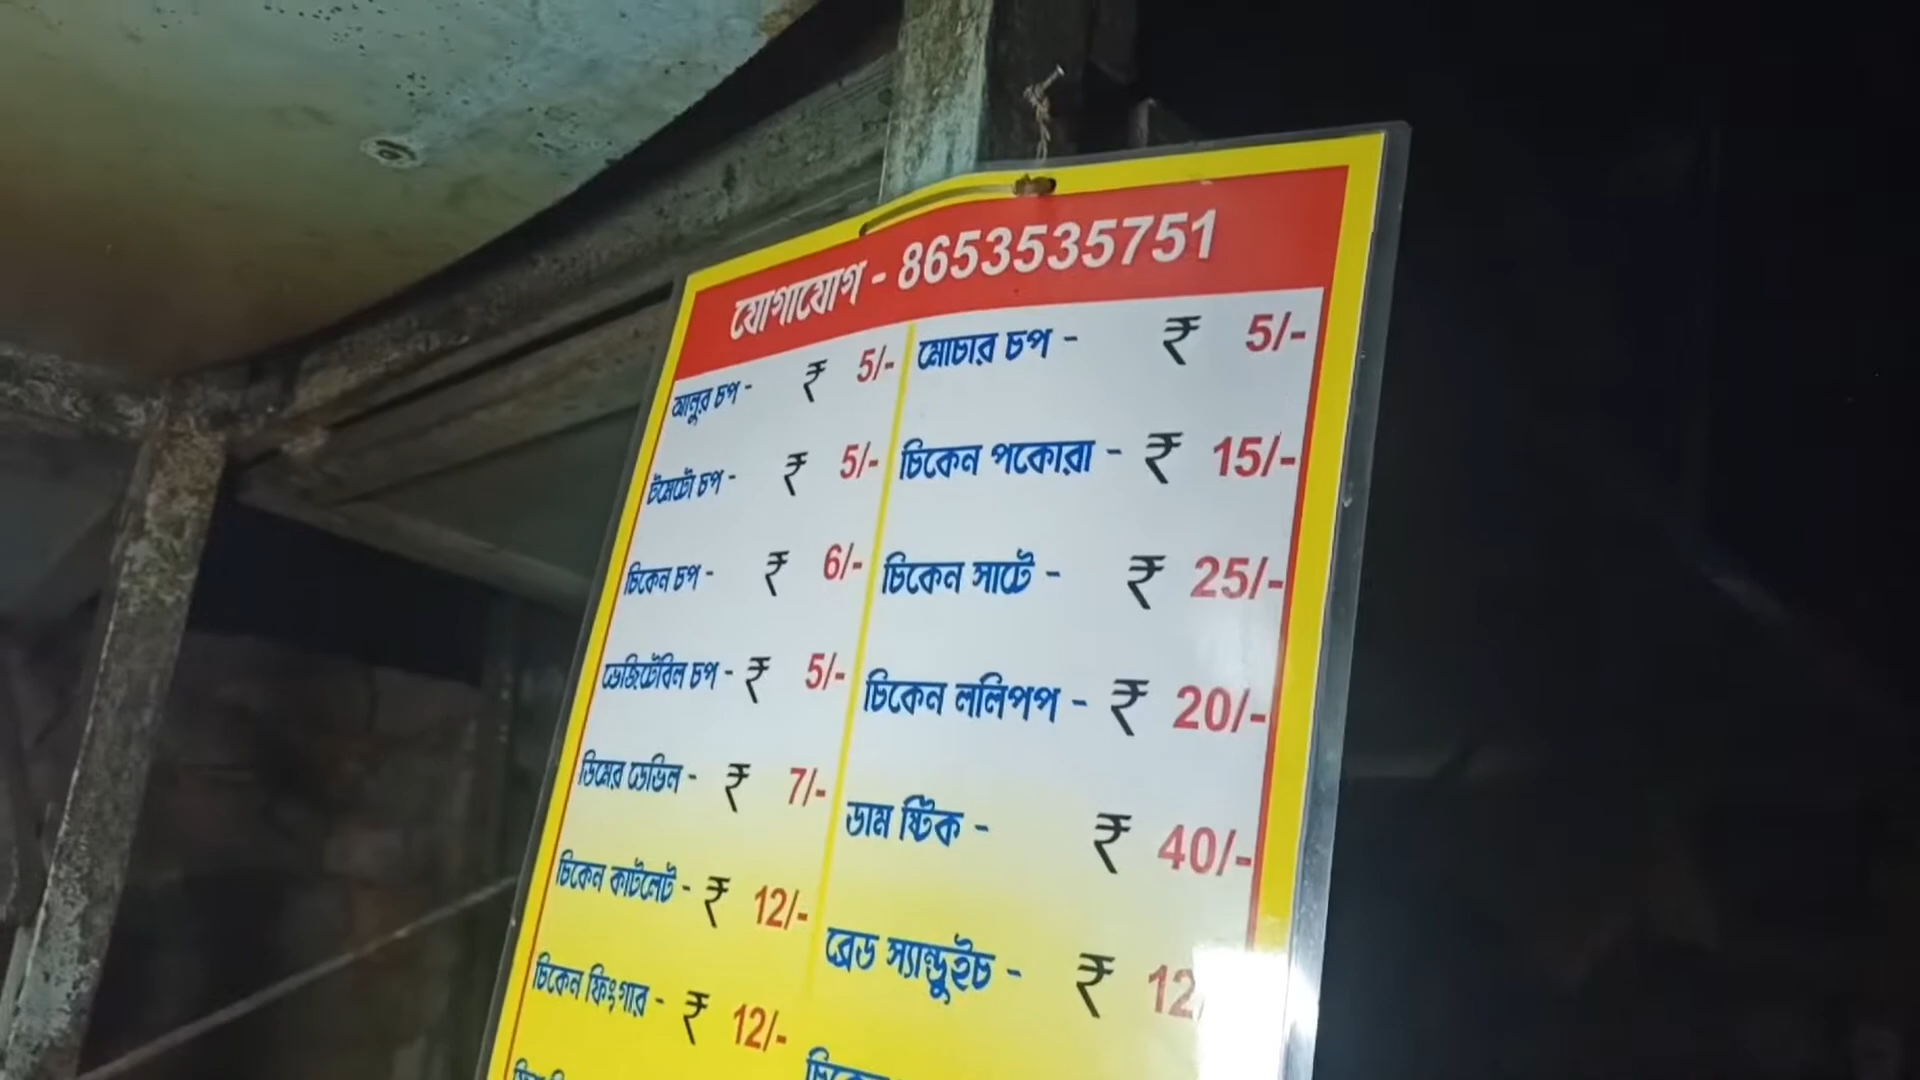 যোগাযোগ - 8653535751
আলুর চপ - ₹ 5/-
টমেটো চপ - ₹ 5/-
চিকেন চপ - ₹ 6/-
ভেজিটেবিল চপ - ₹ 5/-
ডিমের ডেভিল - ₹ 7/-
চিকেন কাটলেট - ₹ 12/-
চিকেন ফিংগার - ₹ 12/-
মোচার চপ - ₹ 5/-
চিকেন পকোরা - ₹ 15/-
চিকেন সাটে - ₹ 25/-
চিকেন ললিপপ - ₹ 20/-
ডাম ষ্টিক - ₹ 40/-
ব্রেড স্যান্ডুইচ - ₹ 12
চিকেন